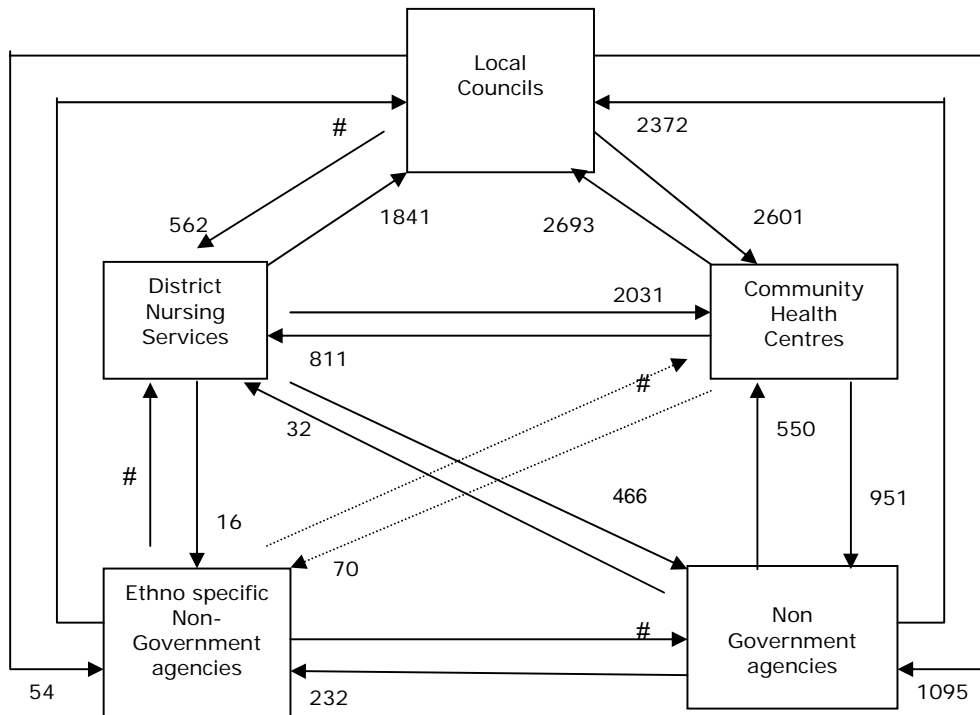 Local
Councils
#
2372
562
1841
2693
2601
District
Nursing
Services
2031
Community
Health
Centres
811
#
32
550
#
466
951
16
70
Ethno specific
Non-
Government
agencies
#
Non
Government
agencies
54
232
1095